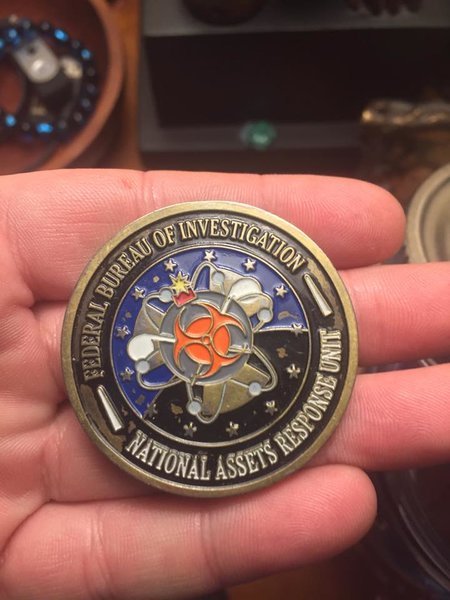 FEDERAL BUREAU OF INVESTIGATION
NATIONAL ASSETS RESPONSE UNIT